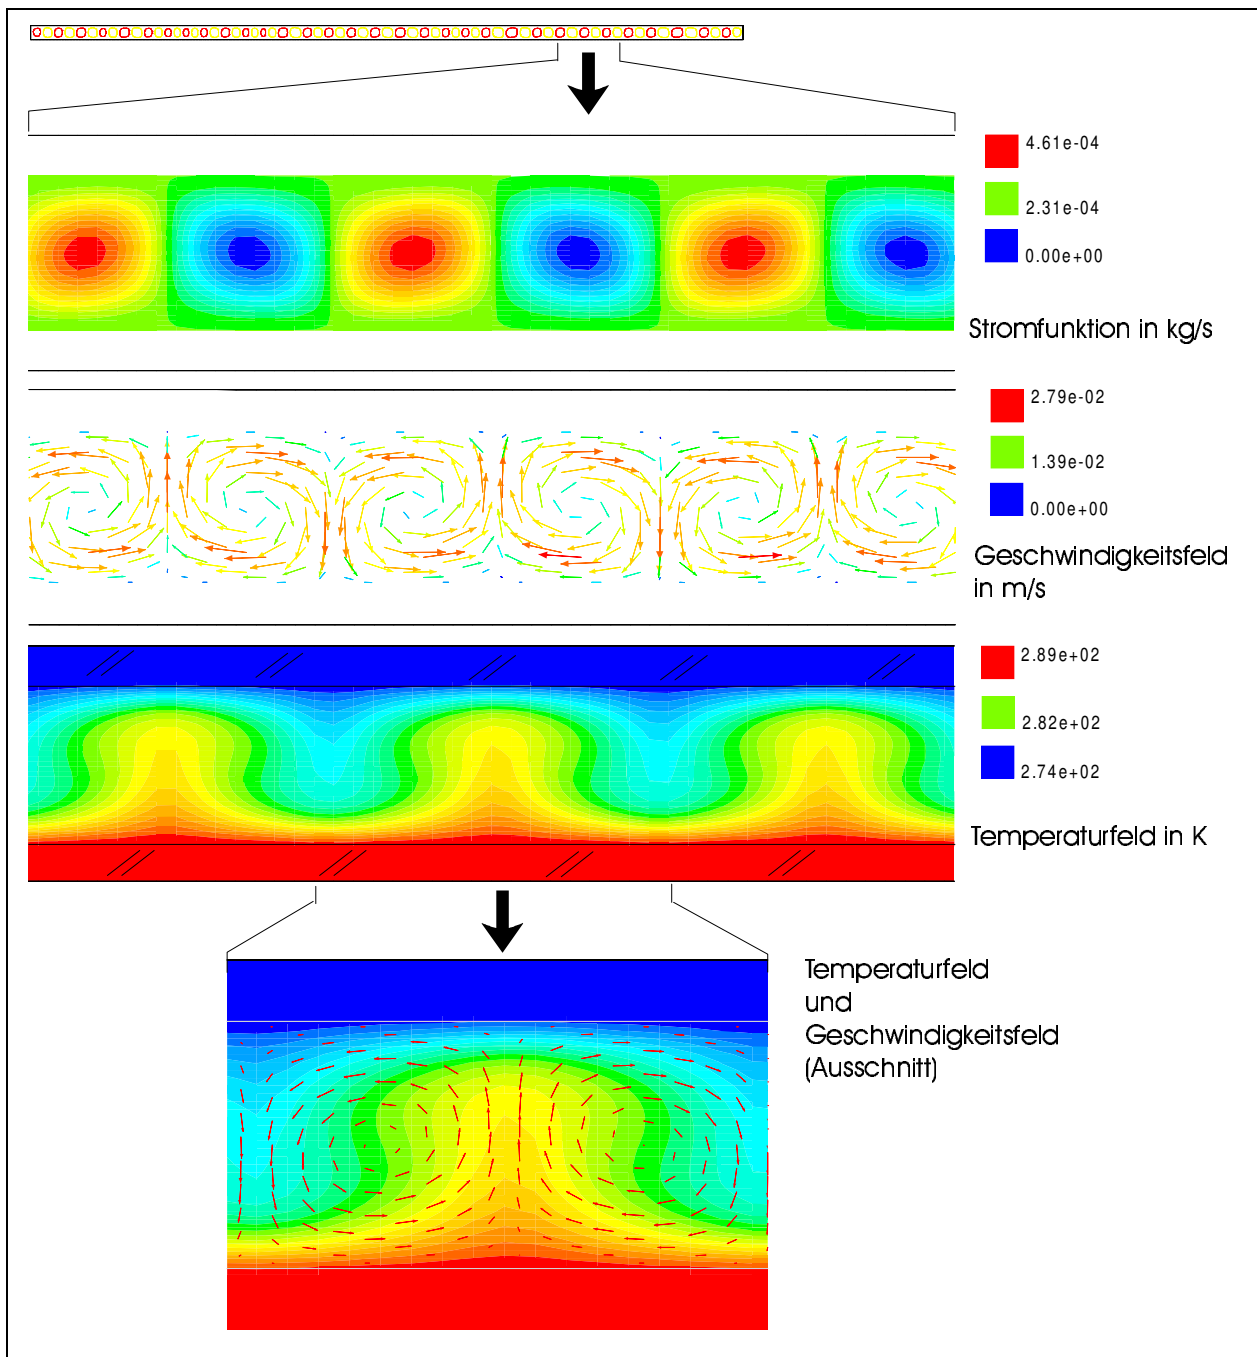 4.61e-04
2.31e-04
0.00e+00
Stromfunktion in kg/s
2.79e-02
1.39e-02
0.00e+00
Geschwindigkeitsfeld
in m/s
2.89e+02
2.82e+02
2.74e+02
Temperaturfeld in K
Temperaturfeld
und
Geschwindigkeitsfeld
(Ausschnitt)